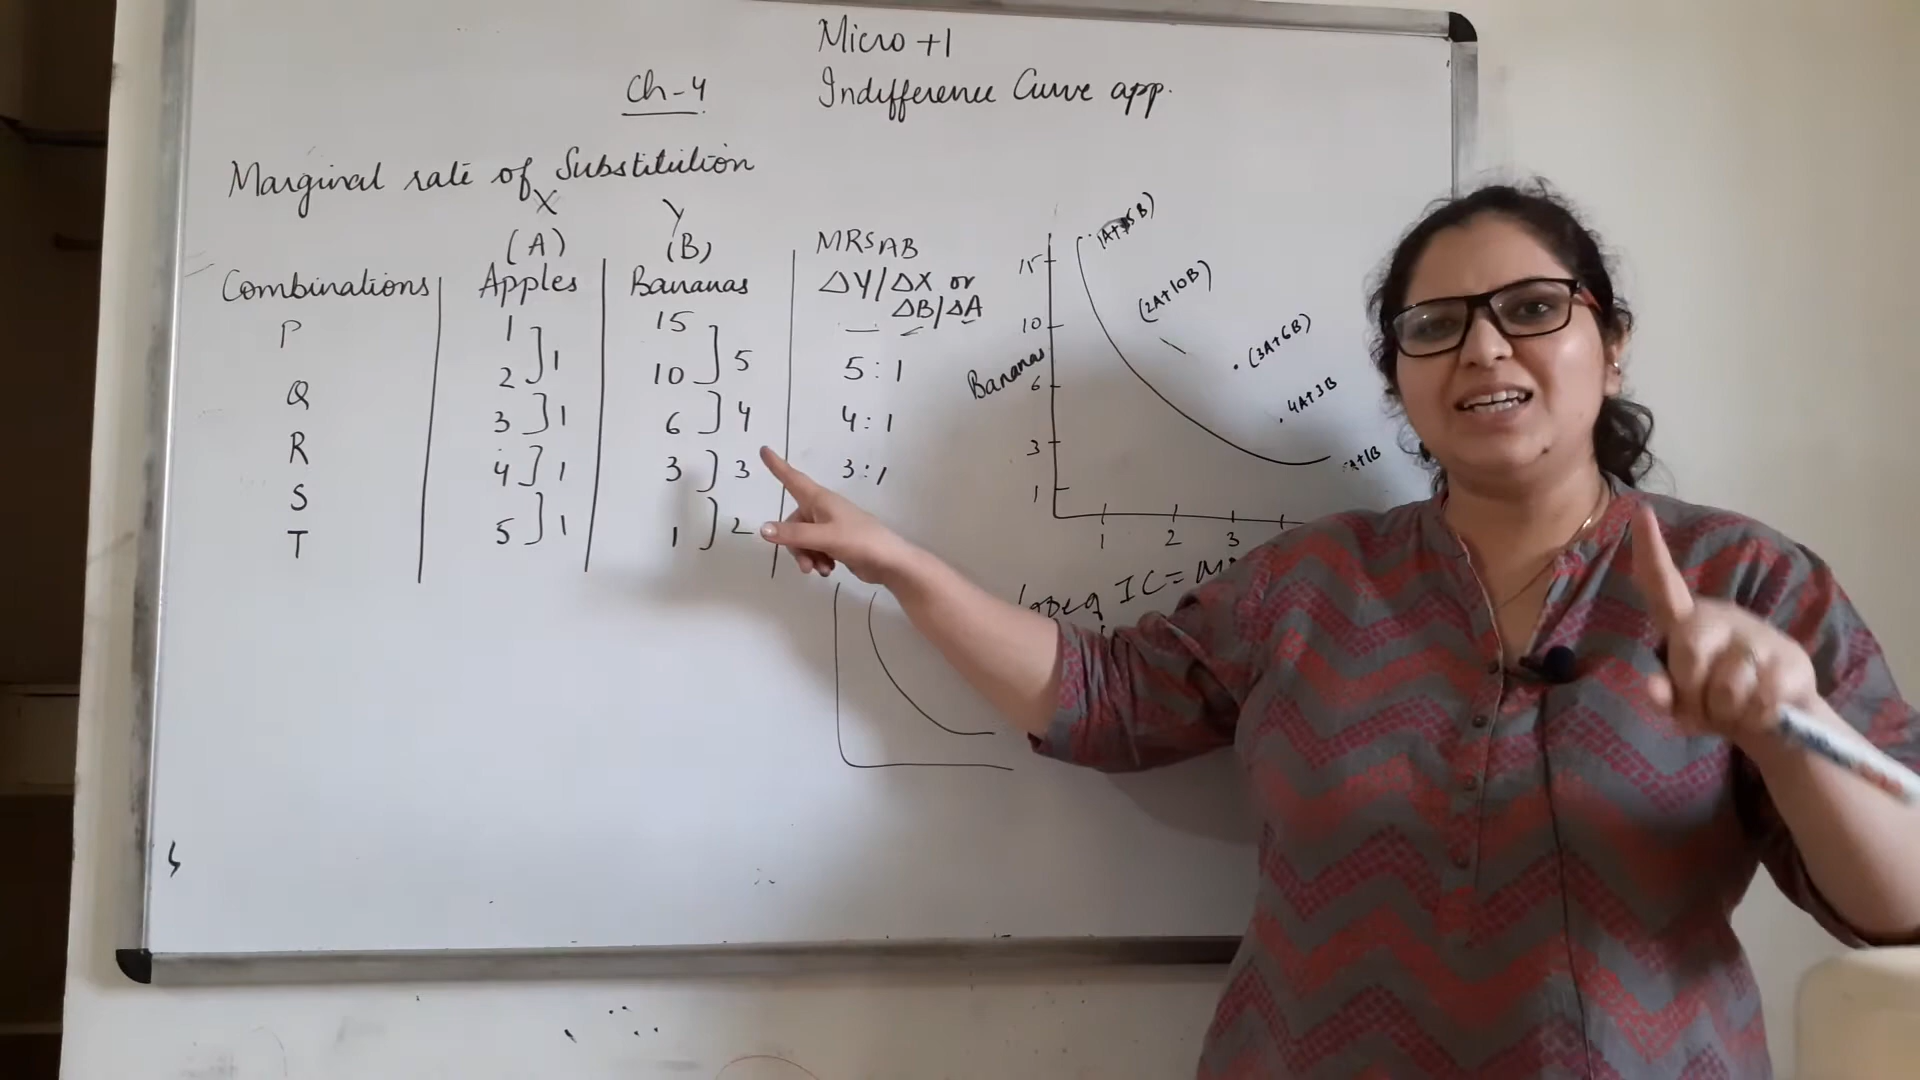 Micro +1
Ch-4
Indifference Curve app.
Marginal rate of Substitution
X Y
(A) (B) MRSAB
Combinations Apples Bananas ΔY/ΔX or
ΔB/ΔA
P 1 15 —
2 ]1 10 ]5 5:1
Q
3 ]1 6 ]4 4:1
R
4 ]1 3 ]3 3:1
S
5 ]1 1 ]2
T
15
(2A+10B)
10
(3A+6B)
Bananas
6
4A+3B
3
A+1B
1
1 2 3
IC=